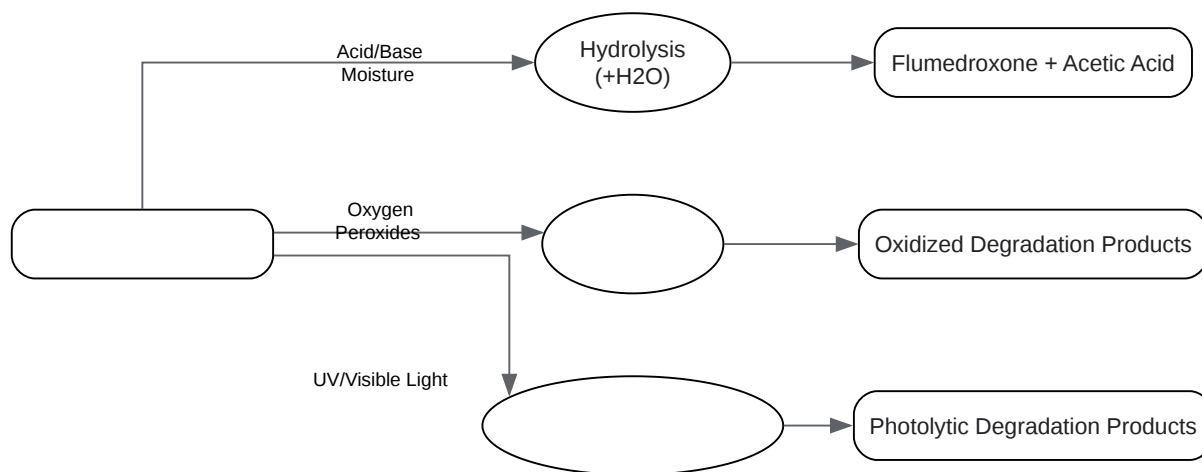 Acid/Base
Moisture
Hydrolysis
(+H2O)
Flumedroxone + Acetic Acid
Oxygen
Peroxides
Oxidized Degradation Products
UV/Visible Light
Photolytic Degradation Products